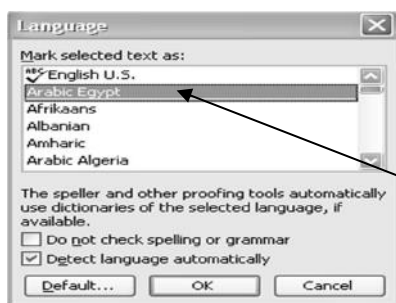 Language
Mark selected text as:
English U.S.
Arabic Egypt
Afrikaans
Albanian
Amharic
Arabic Algeria
The speller and other proofing tools automatically
use dictionaries of the selected language, if
available.
Do not check spelling or grammar
Detect language automatically
Default...
OK
Cancel